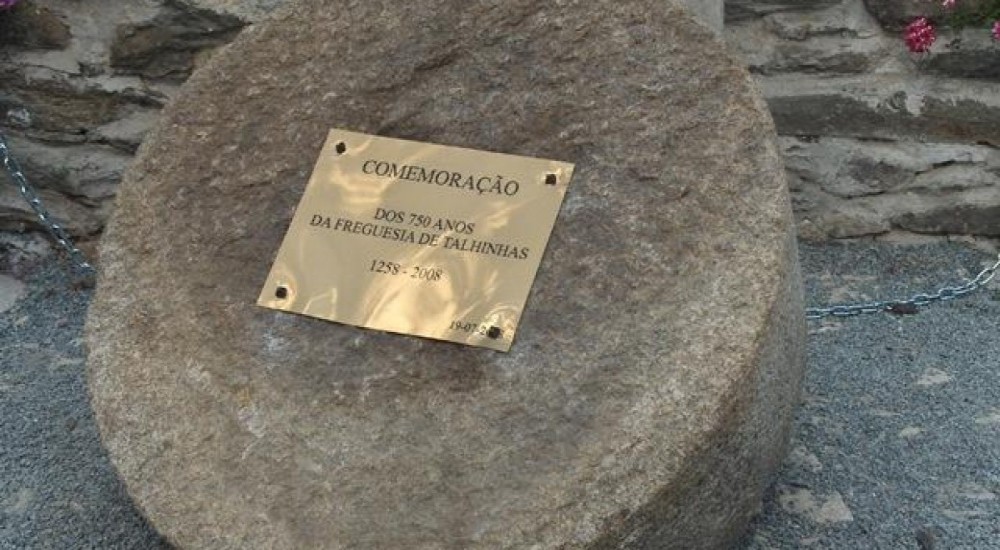 COMEMORAÇÃO
DOS 750 ANOS
DA FREGUESIA DE TALHINHAS
1258 - 2008